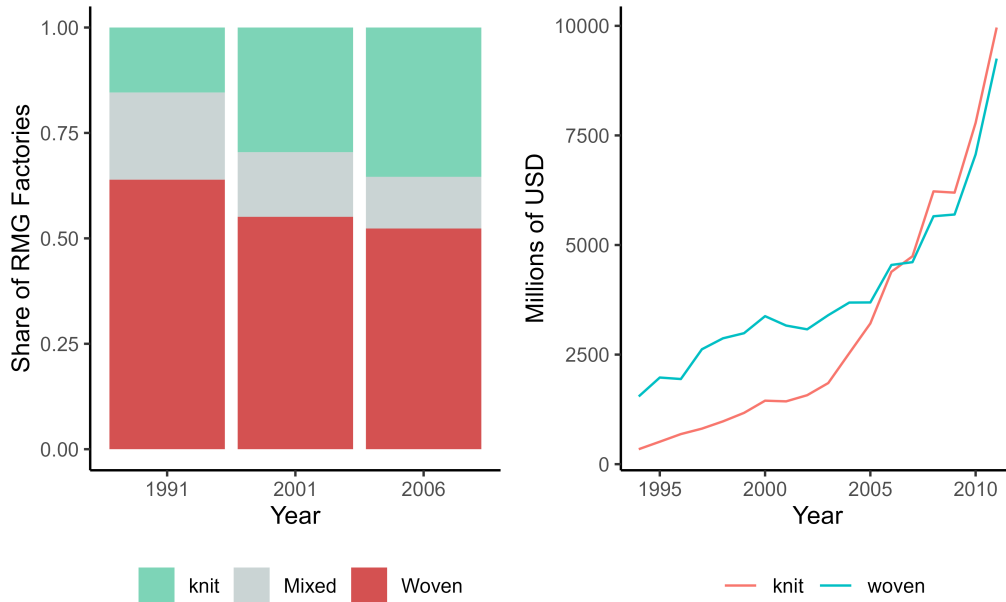 Share of RMG Factories
1.00
0.75
0.50
0.25
0.00
1991 2001 2006
Year
knit Mixed Woven
Millions of USD
10000
7500
5000
2500
0
1995 2000 2005 2010
Year
knit woven